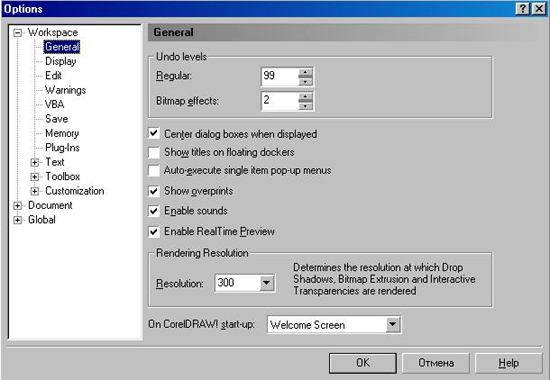 Options
Workspace
General
Display
Edit
Warnings
VBA
Save
Memory
Plug-Ins
Text
Toolbox
Customization
Document
Global
General
Undo levels
Regular: 99
Bitmap effects: 2
Center dialog boxes when displayed
Show titles on floating dockers
Auto-execute single item pop-up menus
Show overprints
Enable sounds
Enable RealTime Preview
Rendering Resolution
Resolution: 300
Determines the resolution at which Drop
Shadows, Bitmap Extrusion and Interactive
Transparencies are rendered
On CorelDRAW! start-up: Welcome Screen
OK Отмена Help